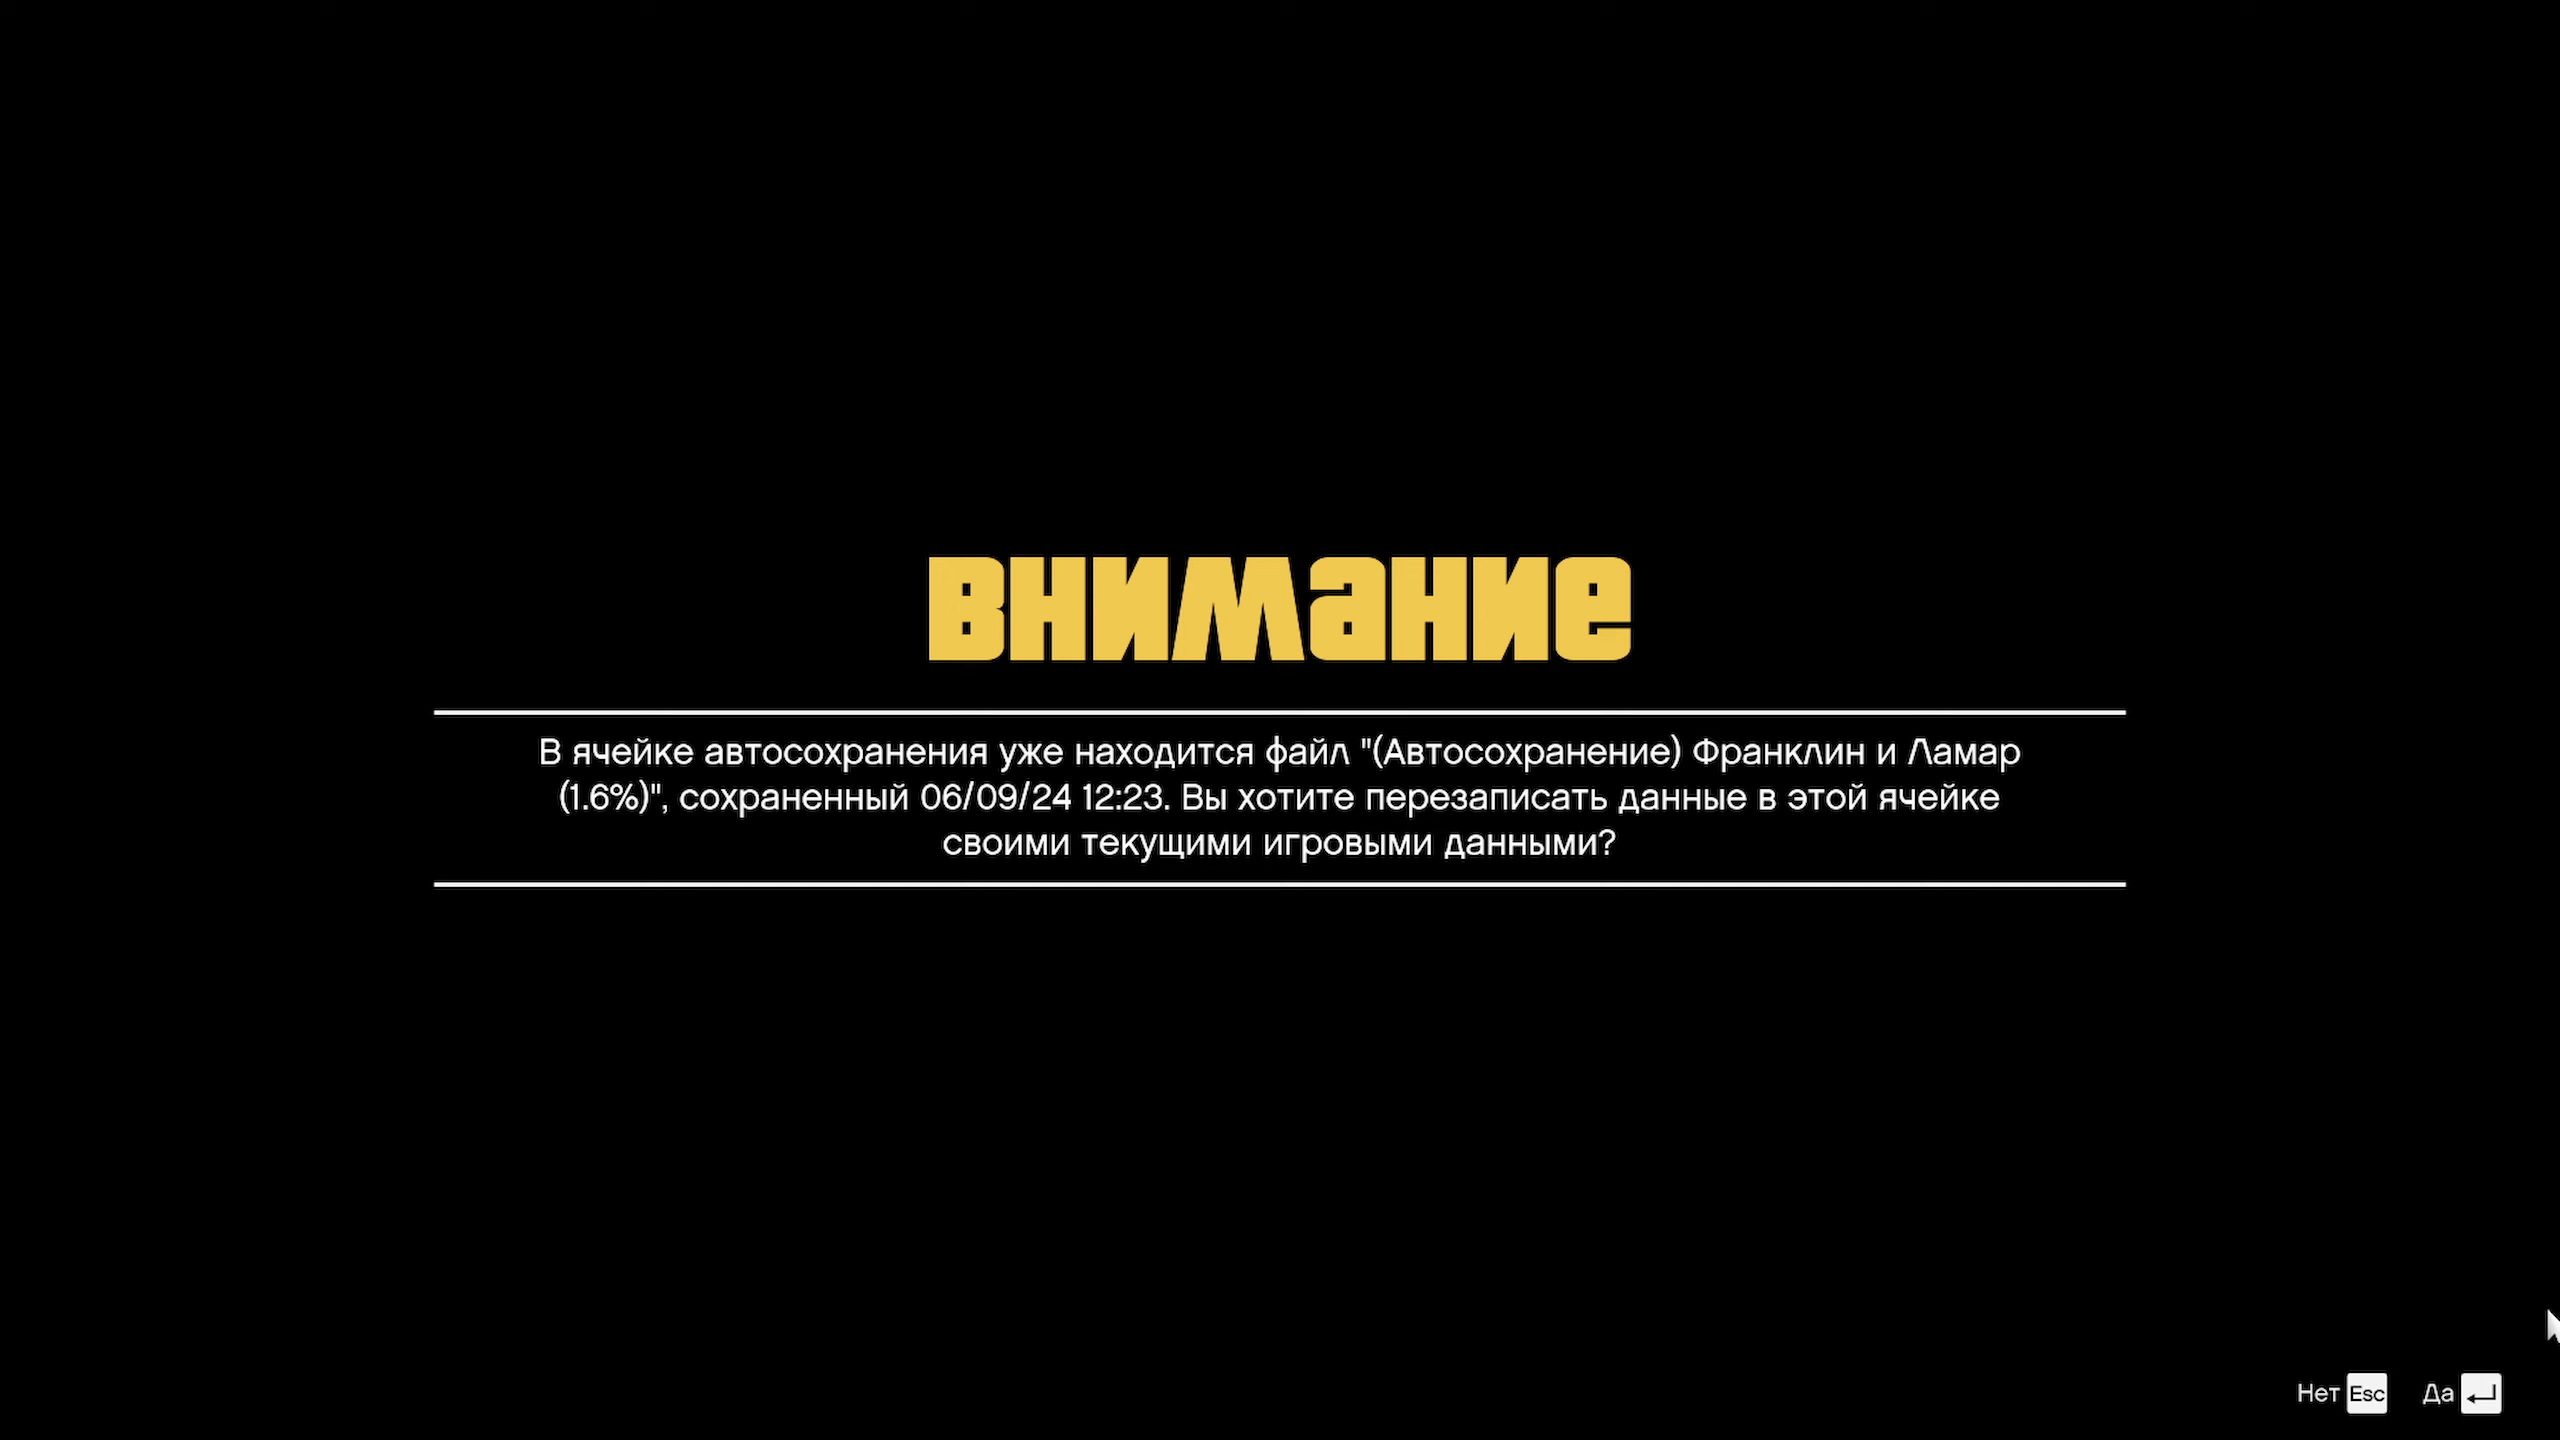 внимание
В ячейке автосохранения уже находится файл "(Автосохранение) Франклин и Ламар
(1.6%)", сохраненный 06/09/24 12:23. Вы хотите перезаписать данные в этой ячейке
своими текущими игровыми данными?
Нет Esc Да